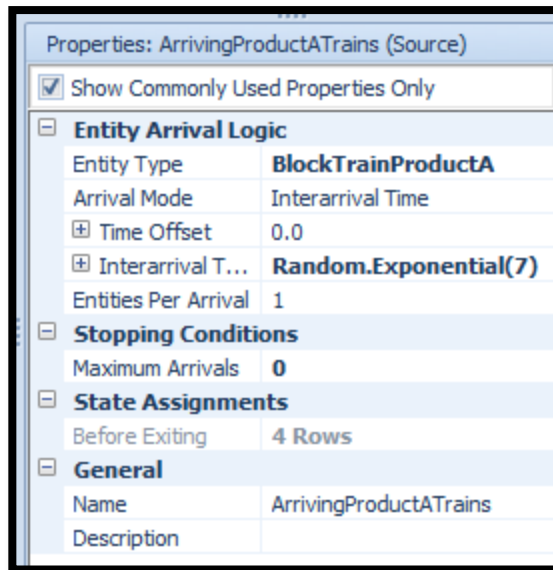 Properties: ArrivingProductATrains (Source)
Show Commonly Used Properties Only
Entity Arrival Logic
Entity Type BlockTrainProductA
Arrival Mode Interarrival Time
Time Offset 0.0
Interarrival T... Random.Exponential(7)
Entities Per Arrival 1
Stopping Conditions
Maximum Arrivals 0
State Assignments
Before Exiting 4 Rows
General
Name ArrivingProductATrains
Description